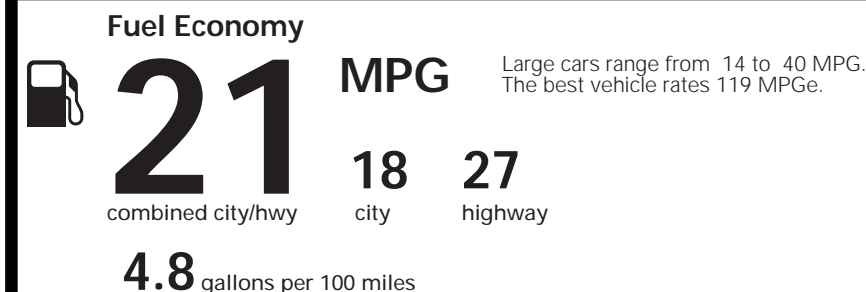 Fuel Economy
21 MPG
Large cars range from 14 to 40 MPG.
The best vehicle rates 119 MPGe.
18 27
combined city/hwy city highway
4.8 gallons per 100 miles